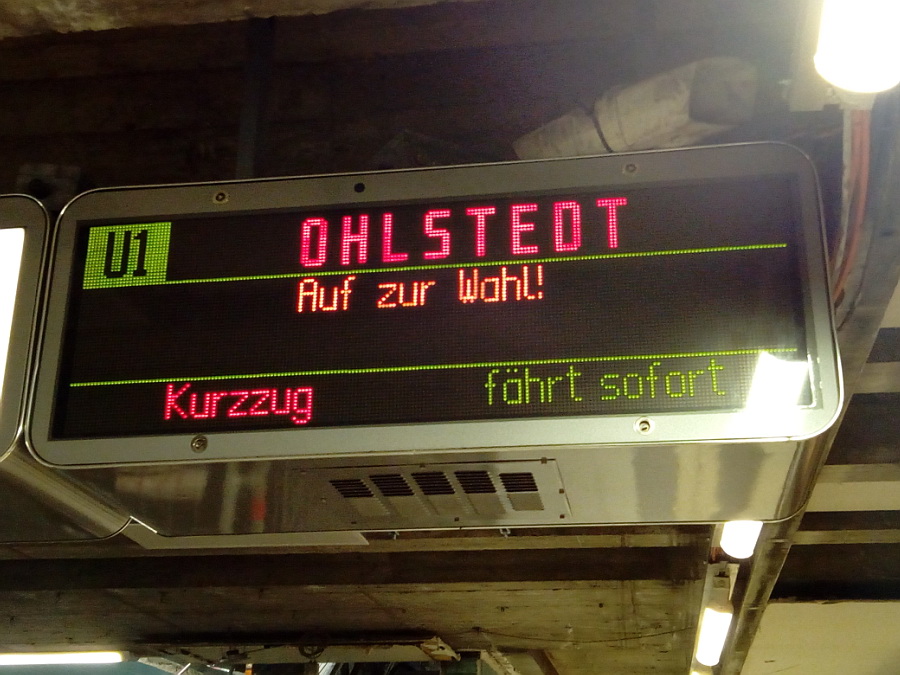 U1 OHLSTEDT
Auf zur Wahl!
Kurzzug fährt sofort